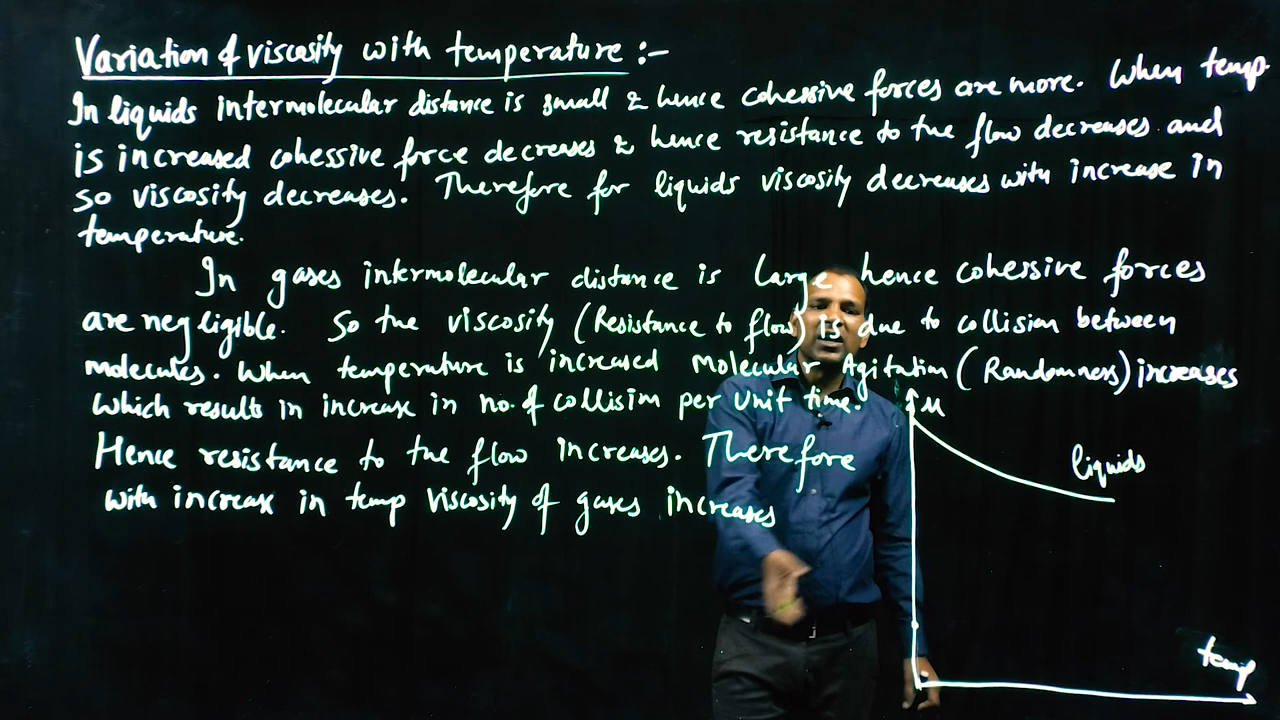 Variation of viscosity with temperature :-
In liquids intermolecular distance is small & hence cohessive forces are more. When temp.
is increased cohessive force decreases & hence resistance to the flow decreases and
so viscosity decreases. Therefore for liquids viscosity decreases with increase in
temperature.
In gases intermolecular distance is large hence cohessive forces
are negligible. So the viscosity (Resistance to flow) is due to collision between
molecules. When temperature is increased Molecular Agitation (Randomness) increases
which results in increase in no. of collision per unit time.
Hence resistance to the flow increases. Therefore
with increase in temp viscosity of gases increases
μ
liquids
temp